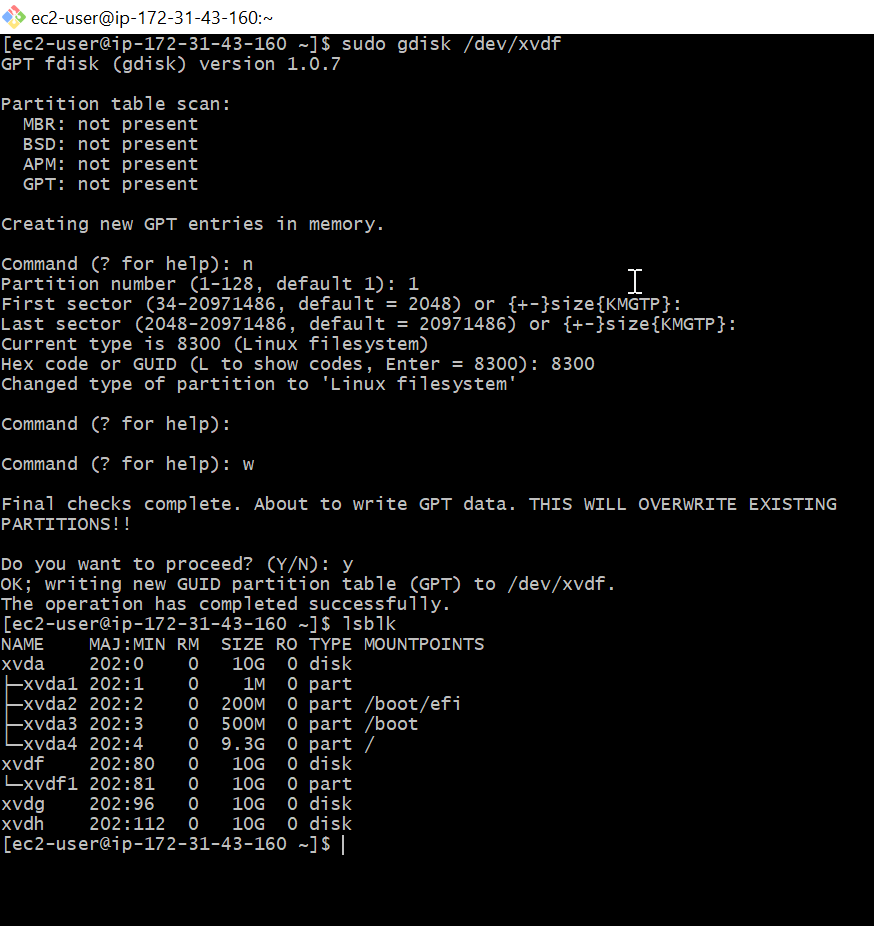 ec2-user@ip-172-31-43-160:~
[ec2-user@ip-172-31-43-160 ~]$ sudo gdisk /dev/xvdf
GPT fdisk (gdisk) version 1.0.7
Partition table scan:
  MBR: not present
  BSD: not present
  APM: not present
  GPT: not present
Creating new GPT entries in memory.
Command (? for help): n
Partition number (1-128, default 1): 1
First sector (34-20971486, default = 2048) or {+-}size{KMGTP}:
Last sector (2048-20971486, default = 20971486) or {+-}size{KMGTP}:
Current type is 8300 (Linux filesystem)
Hex code or GUID (L to show codes, Enter = 8300): 8300
Changed type of partition to 'Linux filesystem'
Command (? for help):
Command (? for help): w
Final checks complete. About to write GPT data. THIS WILL OVERWRITE EXISTING
PARTITIONS!!
Do you want to proceed? (Y/N): y
OK; writing new GUID partition table (GPT) to /dev/xvdf.
The operation has completed successfully.
[ec2-user@ip-172-31-43-160 ~]$ lsblk
NAME    MAJ:MIN RM  SIZE RO TYPE MOUNTPOINTS
xvda    202:0    0   10G  0 disk
├─xvda1 202:1    0    1M  0 part
├─xvda2 202:2    0  200M  0 part /boot/efi
├─xvda3 202:3    0  500M  0 part /boot
└─xvda4 202:4    0  9.3G  0 part /
xvdf    202:80   0   10G  0 disk
└─xvdf1 202:81   0   10G  0 part
xvdg    202:96   0   10G  0 disk
xvdh    202:112  0   10G  0 disk
[ec2-user@ip-172-31-43-160 ~]$